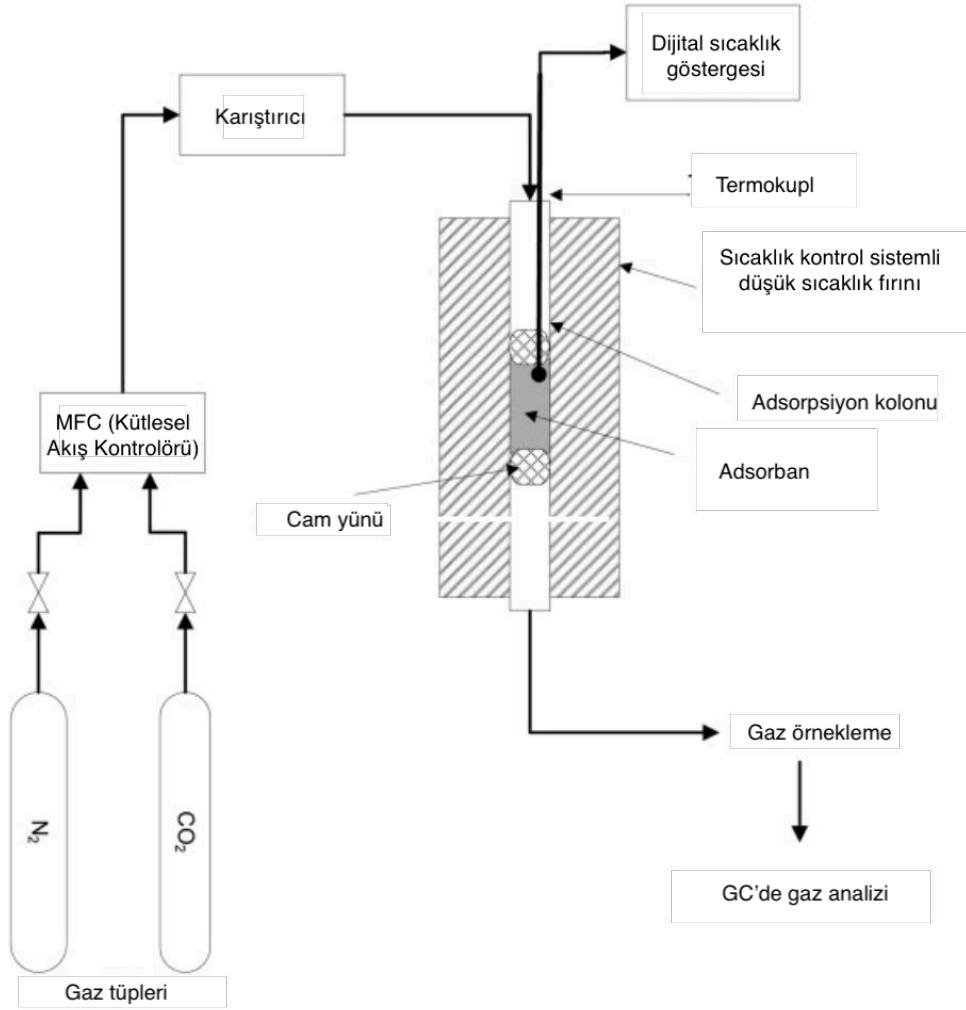 Dijital sıcaklık
göstergesi
Karıştırıcı
Termokupl
Sıcaklık kontrol sistemli
düşük sıcaklık fırını
MFC (Kütlesel
Akış Kontrolörü)
Adsorpsiyon kolonu
Adsorban
Cam yünü
Gaz örnekleme
N₂
CO₂
GC'de gaz analizi
Gaz tüpleri